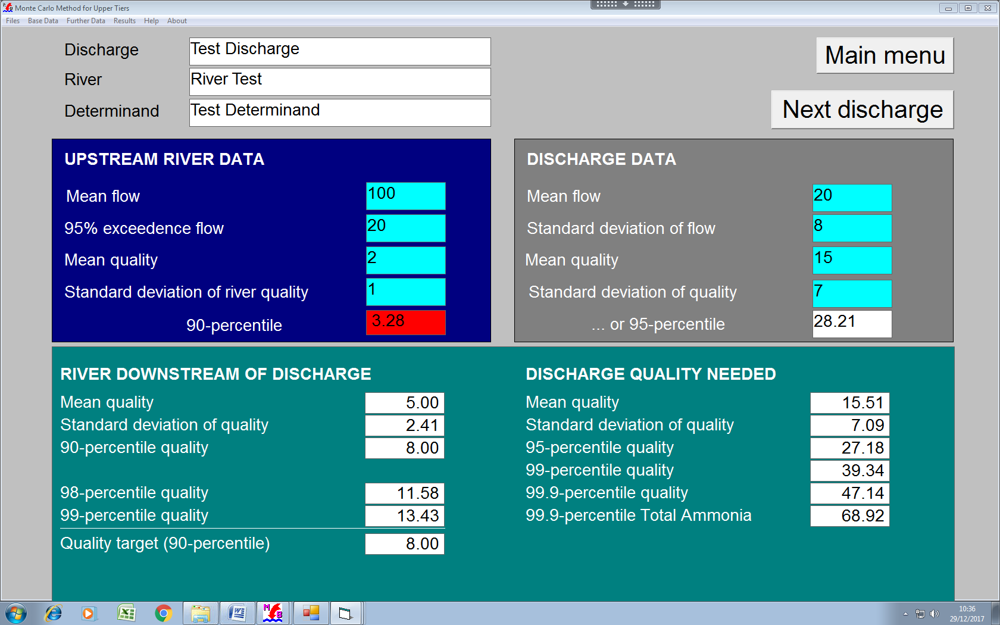 Monte Carlo Method for Upper Tiers
Files Base Data Further Data Results Help About
Discharge Test Discharge
River River Test
Determinand Test Determinand
Main menu
Next discharge
UPSTREAM RIVER DATA
Mean flow 100
95% exceedence flow 20
Mean quality 2
Standard deviation of river quality 1
90-percentile 3.28
DISCHARGE DATA
Mean flow 20
Standard deviation of flow 8
Mean quality 15
Standard deviation of quality 7
... or 95-percentile 28.21
RIVER DOWNSTREAM OF DISCHARGE
Mean quality 5.00
Standard deviation of quality 2.41
90-percentile quality 8.00
98-percentile quality 11.58
99-percentile quality 13.43
Quality target (90-percentile) 8.00
DISCHARGE QUALITY NEEDED
Mean quality 15.51
Standard deviation of quality 7.09
95-percentile quality 27.18
99-percentile quality 39.34
99.9-percentile quality 47.14
99.9-percentile Total Ammonia 68.92
M B
10:36
29/12/2017